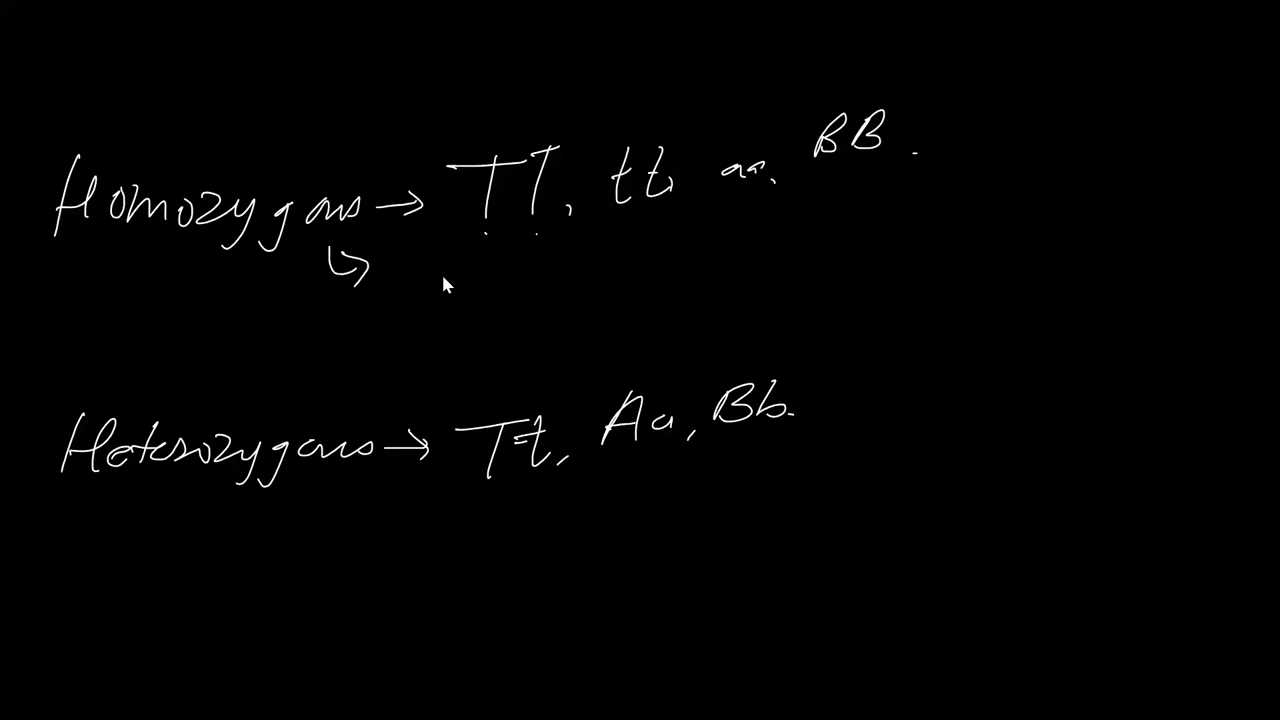 Homozygous → TT, tt, aa, BB.
↳
Heterozygous → Tt, Aa, Bb.